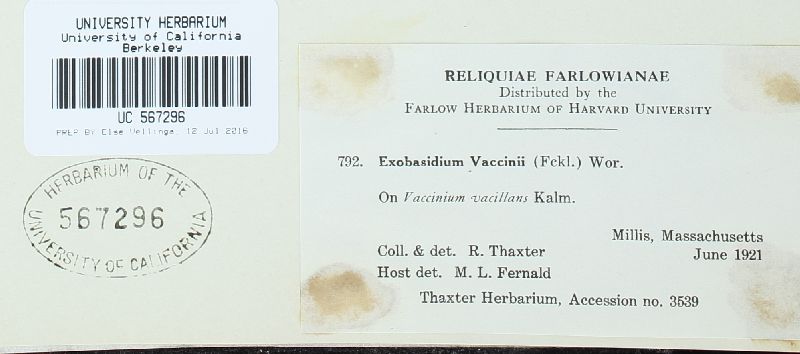 UNIVERSITY HERBARIUM
University of California
Berkeley
UC 567296
PREP BY Else Vellinga, 12 Jul 2016
HERBARIUM OF THE
567296
UNIVERSITY OF CALIFORNIA
RELIQUIAE FARLOWIANAE
Distributed by the
FARLOW HERBARIUM OF HARVARD UNIVERSITY
792. Exobasidium Vaccinii (Fckl.) Wor.
On Vaccinium vacillans Kalm.
Millis, Massachusetts
Coll. & det. R. Thaxter June 1921
Host det. M. L. Fernald
Thaxter Herbarium, Accession no. 3539